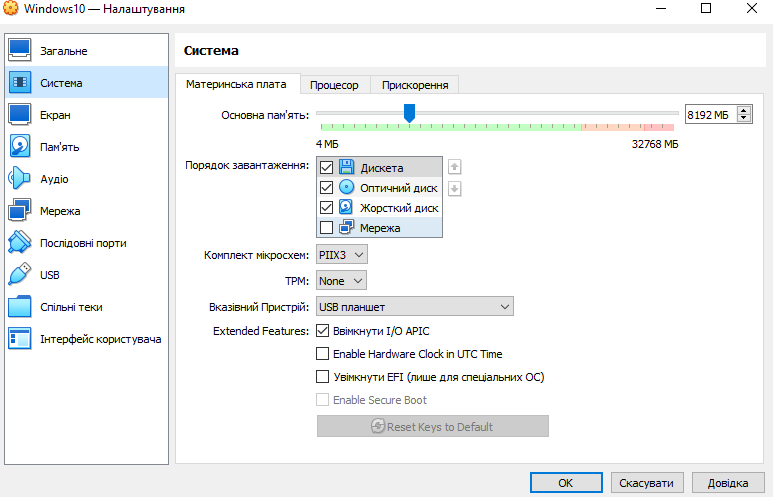 Windows10 — Налаштування
Загальне
Система
Екран
Пам'ять
Аудіо
Мережа
Послідовні порти
USB
Спільні теки
Інтерфейс користувача
Система
Материнська плата Процесор Прискорення
Основна пам'ять: 8192 МБ
4 МБ 32768 МБ
Порядок завантаження: Дискета
Оптичний диск
Жорсткий диск
Мережа
Комплект мікросхем: PIIX3
TPM: None
Вказівний Пристрій: USB планшет
Extended Features: Ввімкнути I/O APIC
Enable Hardware Clock in UTC Time
Увімкнути EFI (лише для спеціальних ОС)
Enable Secure Boot
Reset Keys to Default
OK Скасувати Довідка